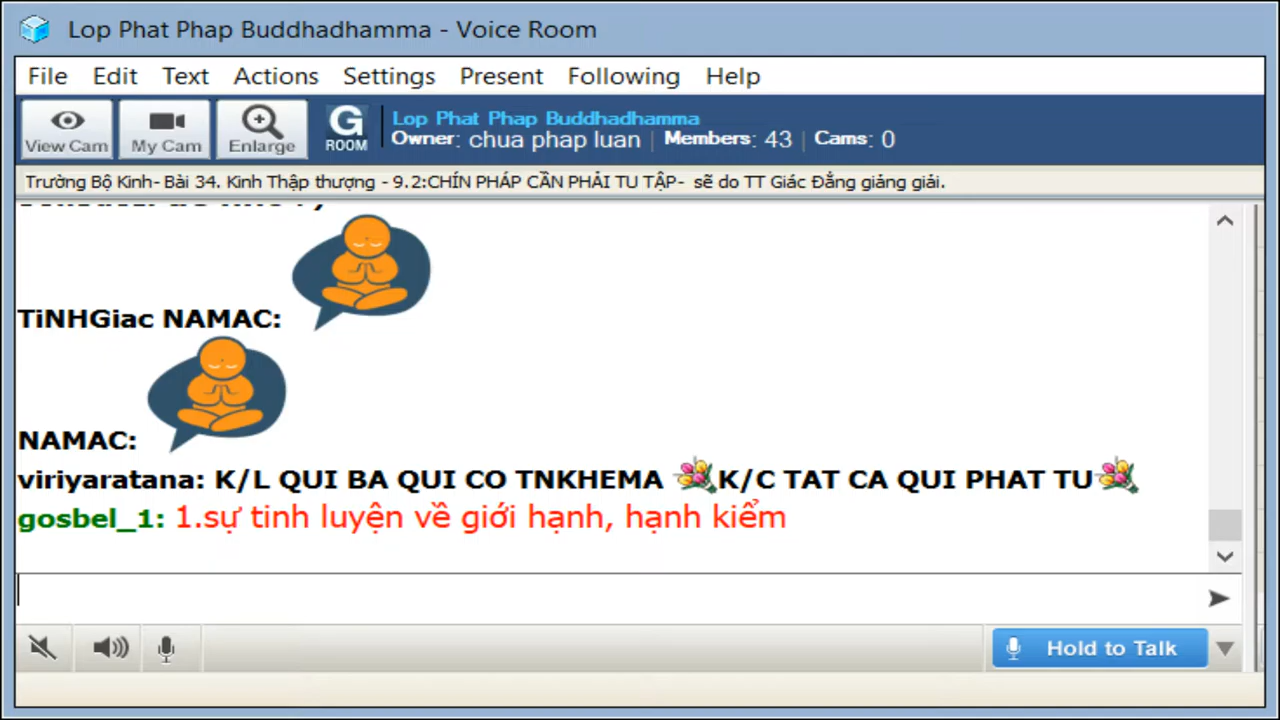 Lop Phat Phap Buddhadhamma - Voice Room
File Edit Text Actions Settings Present Following Help
View Cam My Cam Enlarge G ROOM
Lop Phat Phap Buddhadhamma
Owner: chua phap luan | Members: 43 | Cams: 0
Trường Bộ Kinh- Bài 34. Kinh Thập thượng - 9.2:CHÍN PHÁP CẦN PHẢI TU TẬP- sẽ do TT Giác Đẳng giảng giải.
TiNHGiac NAMAC:
NAMAC:
viriyaratana: K/L QUI BA QUI CO TNKHEMA K/C TAT CA QUI PHAT TU
gosbel_1: 1.sự tinh luyện về giới hạnh, hạnh kiểm
Hold to Talk